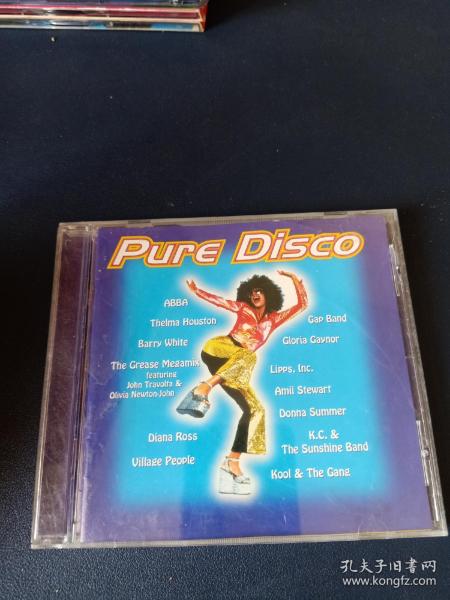 Pure Disco
ABBA
Thelma Houston
Barry White
The Grease Megamix
featuring
John Travolta &
Olivia Newton-John
Diana Ross
Village People
Gap Band
Gloria Gaynor
Lipps, Inc.
Amil Stewart
Donna Summer
K.C. &
The Sunshine Band
Kool & The Gang
孔夫子旧书网
www.kongfz.com